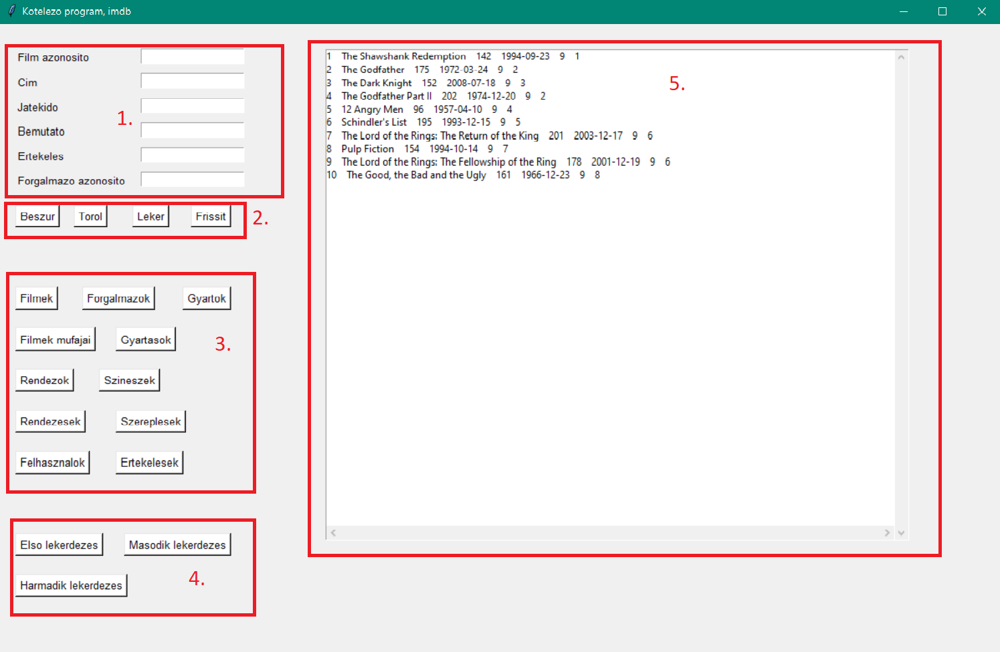 Kotelezo program, imdb
Film azonosito
Cim
Jatekido
1.
Bemutato
Ertekeles
Forgalmazo azonosito
Beszur Torol Leker Frissit
2.
Filmek Forgalmazok Gyartok
Filmek mufajai Gyartasok
3.
Rendezok Szineszek
Rendezesek Szereplesek
Felhasznalok Ertekelesek
Elso lekerdezes Masodik lekerdezes
4.
Harmadik lekerdezes
1 The Shawshank Redemption 142 1994-09-23 9 1
2 The Godfather 175 1972-03-24 9 2
3 The Dark Knight 152 2008-07-18 9 3
4 The Godfather Part II 202 1974-12-20 9 2
5 12 Angry Men 96 1957-04-10 9 4
6 Schindler's List 195 1993-12-15 9 5
7 The Lord of the Rings: The Return of the King 201 2003-12-17 9 6
8 Pulp Fiction 154 1994-10-14 9 7
9 The Lord of the Rings: The Fellowship of the Ring 178 2001-12-19 9 6
10 The Good, the Bad and the Ugly 161 1966-12-23 9 8
5.